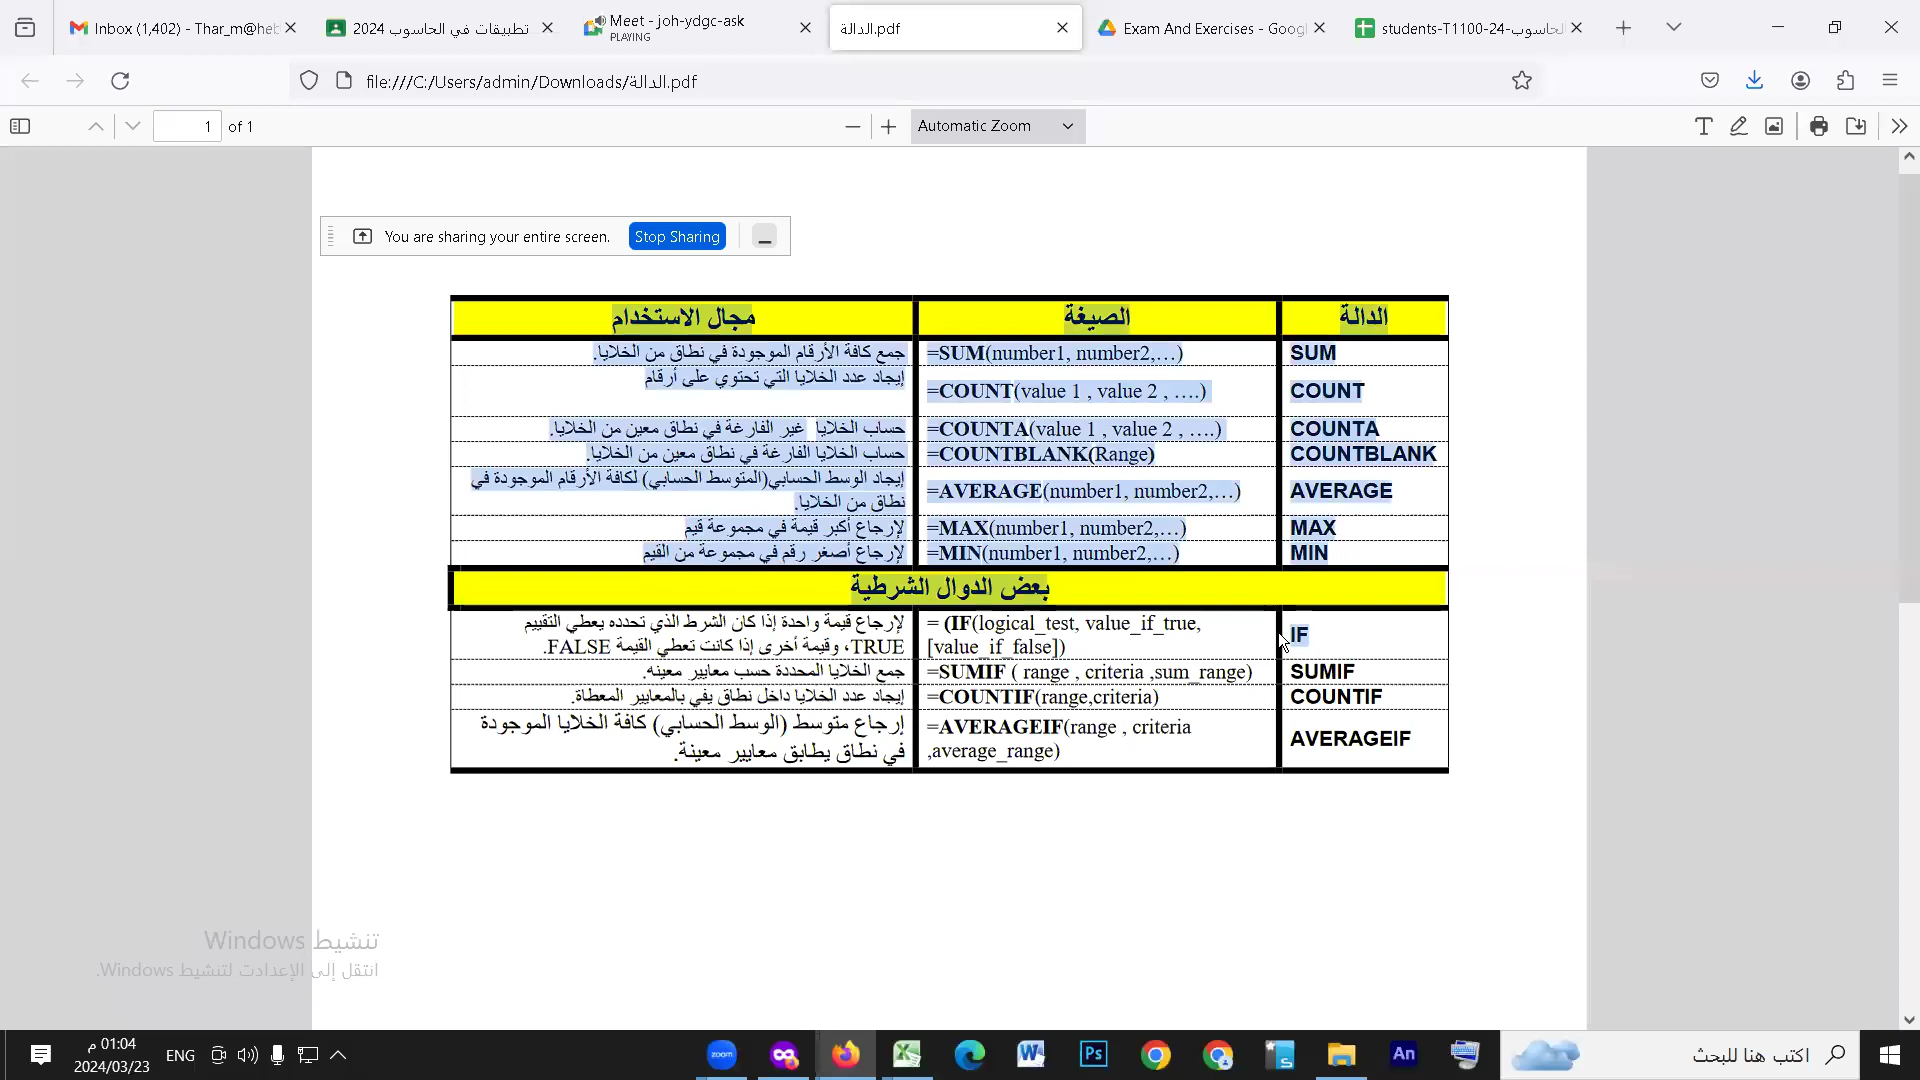 Inbox (1,402) - Thar_m@heb
تطبيقات في الحاسوب 2024
Meet - joh-ydgc-ask
PLAYING
الدالة.pdf
Exam And Exercises - Googl
students-T1100-24-الحاسوب
file:///C:/Users/admin/Downloads/الدالة.pdf
1 of 1
Automatic Zoom
You are sharing your entire screen.
Stop Sharing
الدالة الصيغة مجال الاستخدام
SUM =SUM(number1, number2,…) جمع كافة الأرقام الموجودة في نطاق من الخلايا.
COUNT =COUNT(value 1 , value 2 , ….) إيجاد عدد الخلايا التي تحتوي على أرقام
COUNTA =COUNTA(value 1 , value 2 , ….) حساب الخلايا غير الفارغة في نطاق معين من الخلايا.
COUNTBLANK =COUNTBLANK(Range) حساب الخلايا الفارغة في نطاق معين من الخلايا.
AVERAGE =AVERAGE(number1, number2,…) إيجاد الوسط الحسابي(المتوسط الحسابي) لكافة الأرقام الموجودة في
نطاق من الخلايا.
MAX =MAX(number1, number2,…) لإرجاع أكبر قيمة في مجموعة قيم
MIN =MIN(number1, number2,…) لإرجاع أصغر رقم في مجموعة من القيم
بعض الدوال الشرطية
IF = (IF(logical_test, value_if_true, لإرجاع قيمة واحدة إذا كان الشرط الذي تحدده يعطي التقييم
[value_if_false]) TRUE، وقيمة أخرى إذا كانت تعطي القيمة FALSE.
SUMIF =SUMIF ( range , criteria ,sum_range) جمع الخلايا المحددة حسب معايير معينه.
COUNTIF =COUNTIF(range,criteria) إيجاد عدد الخلايا داخل نطاق يفي بالمعايير المعطاة.
AVERAGEIF =AVERAGEIF(range , criteria إرجاع متوسط (الوسط الحسابي) كافة الخلايا الموجودة
,average_range) في نطاق يطابق معايير معينة.
تنشيط Windows
انتقل إلى الإعدادت لتنشيط Windows.
01:04 م
2024/03/23
ENG
zoom
Ps
An
اكتب هنا للبحث